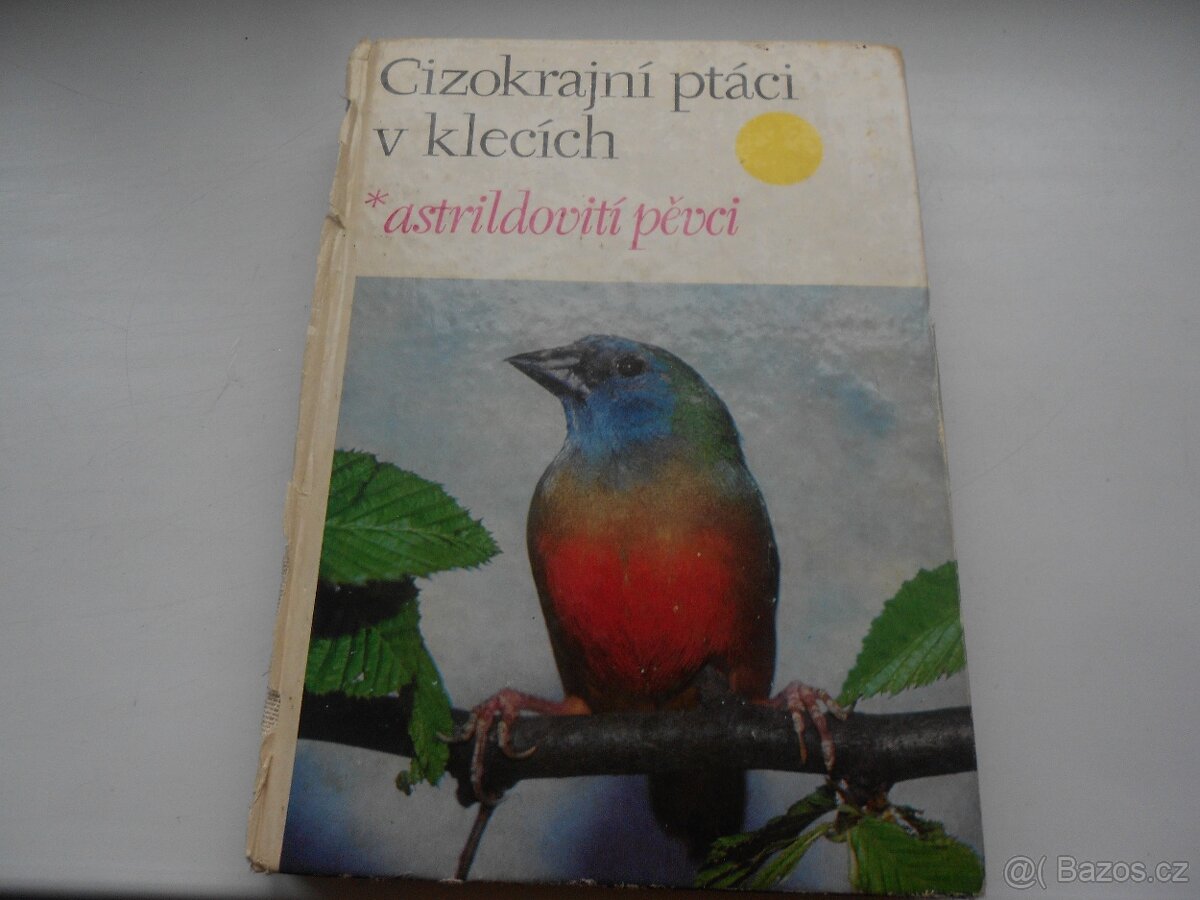 Cizokrajní ptáci
v klecích
*astrildovití pěvci
@( Bazos.cz